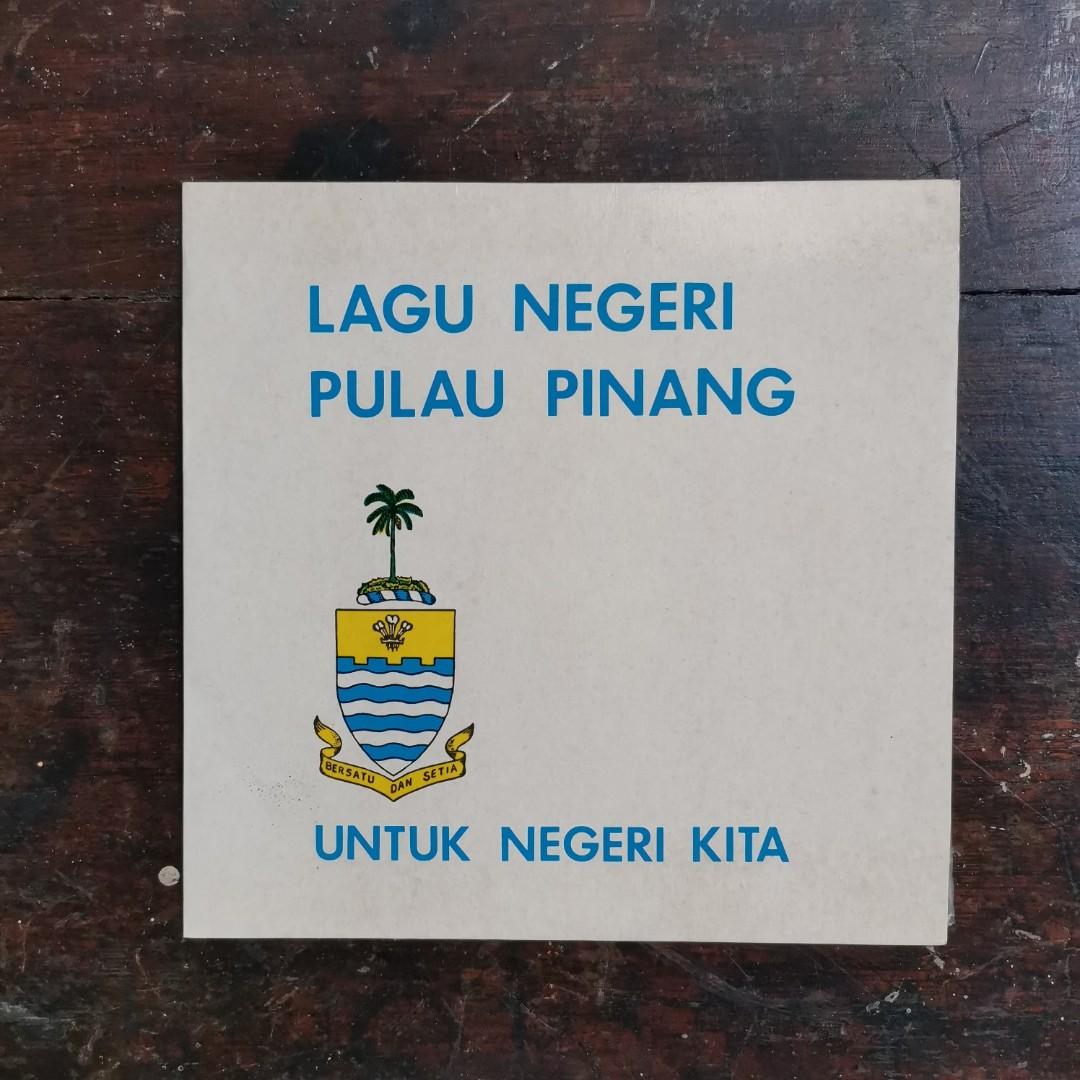 LAGU NEGERI
PULAU PINANG
BERSATU DAN SETIA
UNTUK NEGERI KITA